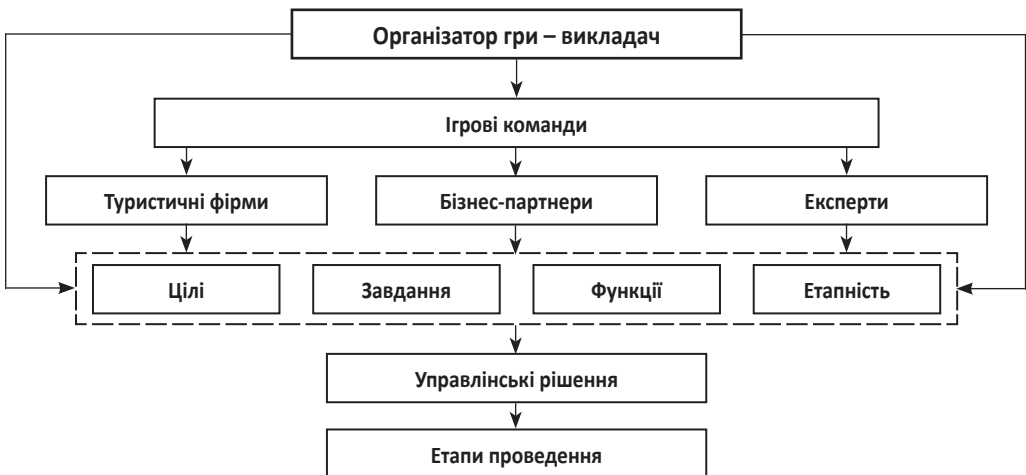 Організатор гри – викладач
Ігрові команди
Туристичні фірми
Бізнес-партнери
Експерти
Цілі
Завдання
Функції
Етапність
Управлінські рішення
Етапи проведення